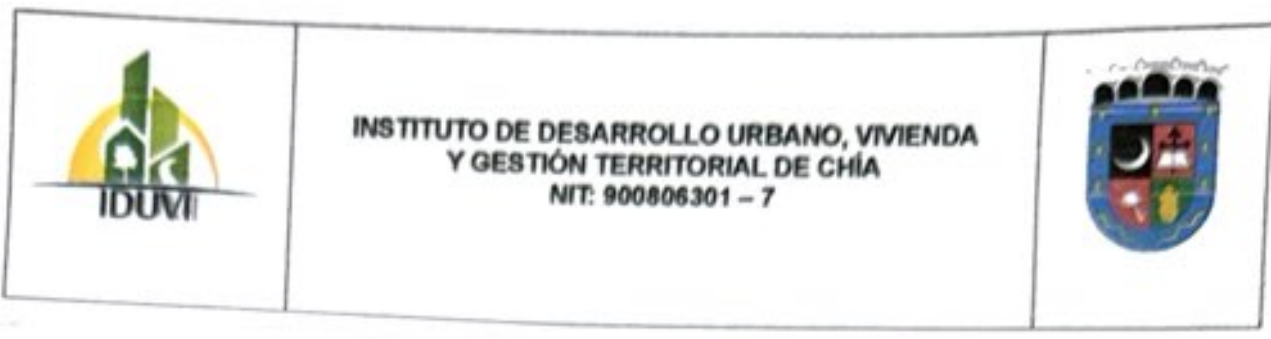 IDUVI
INSTITUTO DE DESARROLLO URBANO, VIVIENDA
Y GESTIÓN TERRITORIAL DE CHÍA
NIT: 900806301 – 7